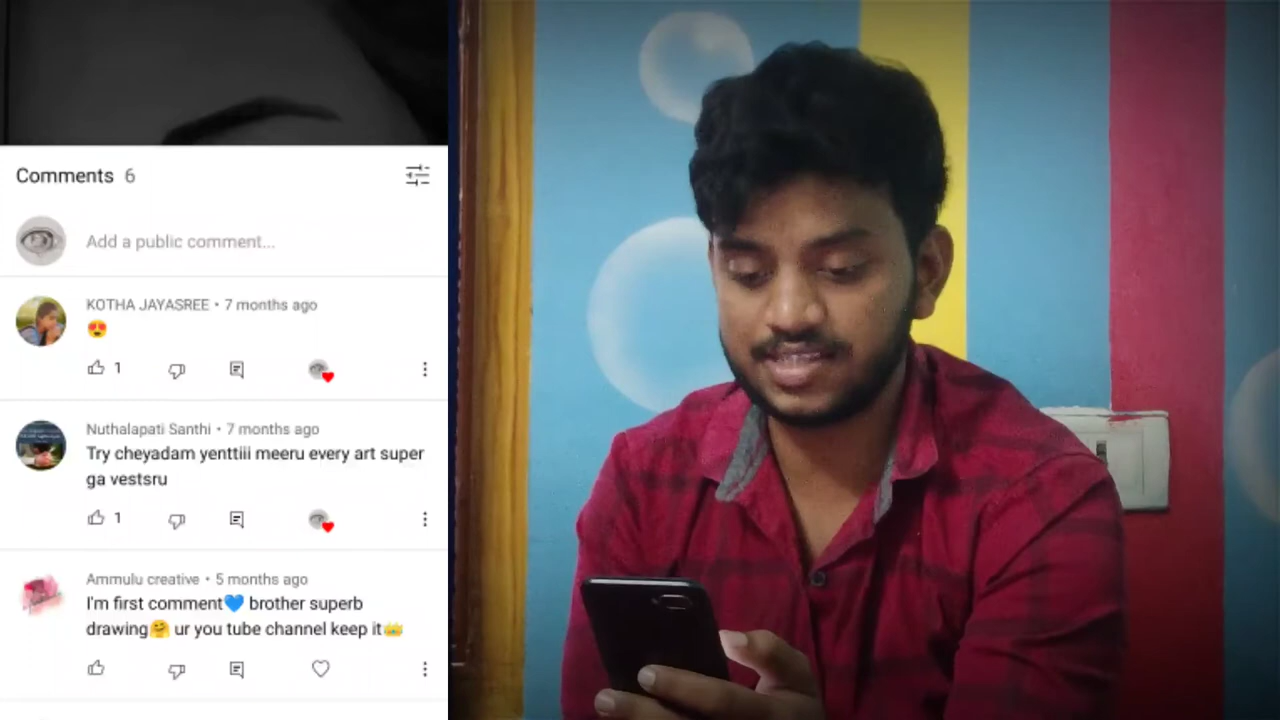 Comments 6
Add a public comment...
KOTHA JAYASREE • 7 months ago
😍
1
Nuthalapati Santhi • 7 months ago
Try cheyadam yenttiii meeru every art super
ga vestsru
1
Ammulu creative • 5 months ago
I'm first comment💙 brother superb
drawing🤗 ur you tube channel keep it👑